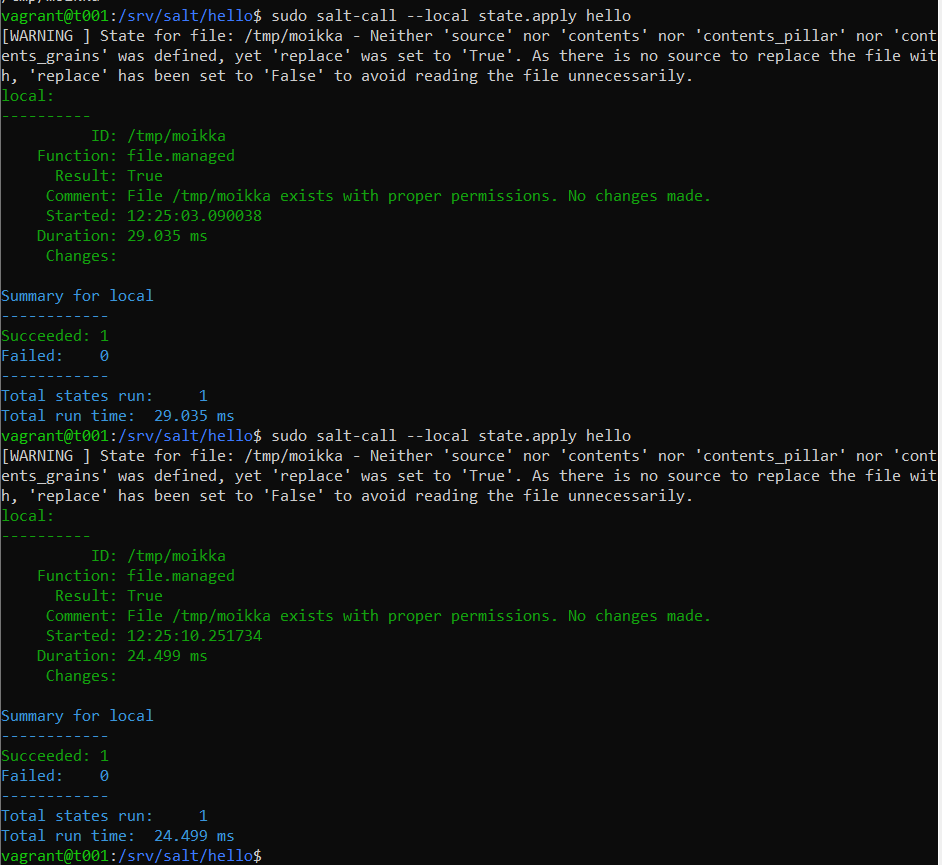 vagrant@t001:/srv/salt/hello$ sudo salt-call --local state.apply hello
[WARNING ] State for file: /tmp/moikka - Neither 'source' nor 'contents' nor 'contents_pillar' nor 'cont
ents_grains' was defined, yet 'replace' was set to 'True'. As there is no source to replace the file wit
h, 'replace' has been set to 'False' to avoid reading the file unnecessarily.
local:
----------
          ID: /tmp/moikka
    Function: file.managed
      Result: True
     Comment: File /tmp/moikka exists with proper permissions. No changes made.
     Started: 12:25:03.090038
    Duration: 29.035 ms
     Changes:

Summary for local
------------
Succeeded: 1
Failed:    0
------------
Total states run:     1
Total run time:  29.035 ms
vagrant@t001:/srv/salt/hello$ sudo salt-call --local state.apply hello
[WARNING ] State for file: /tmp/moikka - Neither 'source' nor 'contents' nor 'contents_pillar' nor 'cont
ents_grains' was defined, yet 'replace' was set to 'True'. As there is no source to replace the file wit
h, 'replace' has been set to 'False' to avoid reading the file unnecessarily.
local:
----------
          ID: /tmp/moikka
    Function: file.managed
      Result: True
     Comment: File /tmp/moikka exists with proper permissions. No changes made.
     Started: 12:25:10.251734
    Duration: 24.499 ms
     Changes:

Summary for local
------------
Succeeded: 1
Failed:    0
------------
Total states run:     1
Total run time:  24.499 ms
vagrant@t001:/srv/salt/hello$